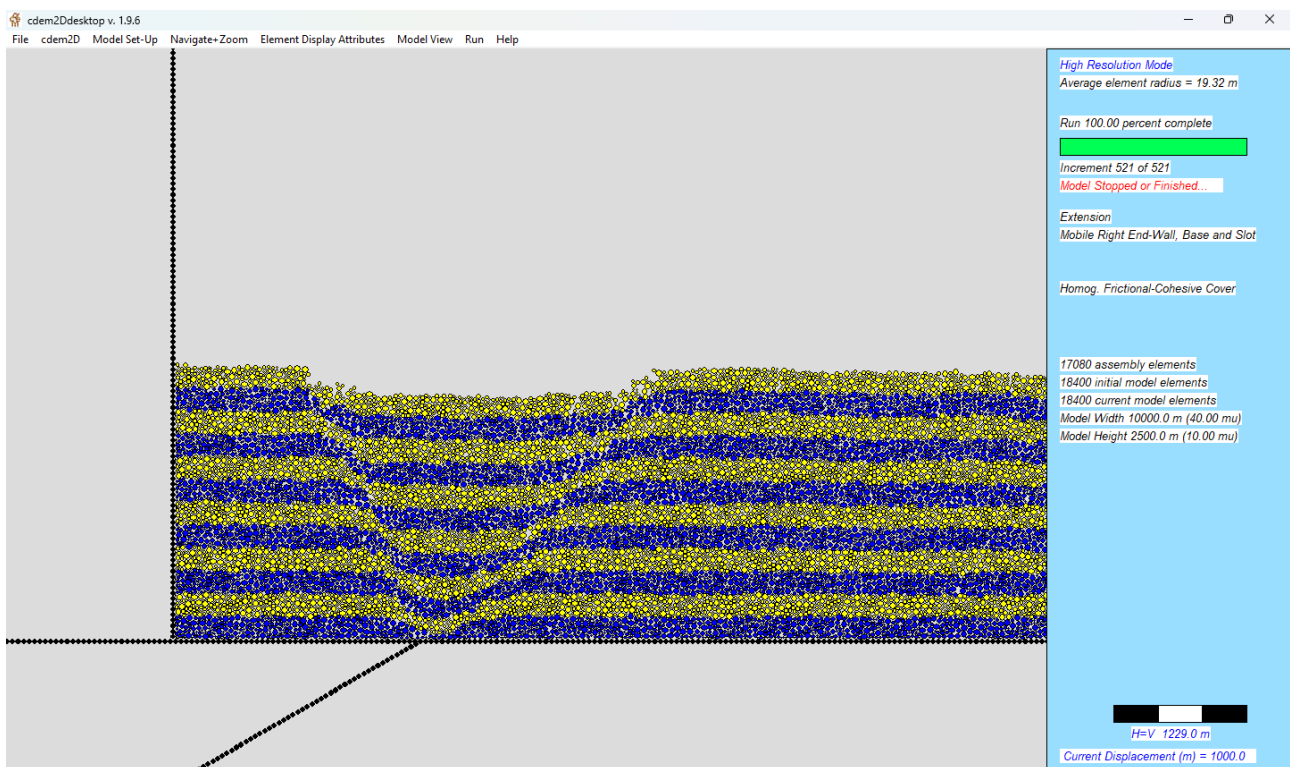 cdem2Ddesktop v. 1.9.6
File cdem2D Model Set-Up Navigate+Zoom Element Display Attributes Model View Run Help
High Resolution Mode
Average element radius = 19.32 m
Run 100.00 percent complete
Increment 521 of 521
Model Stopped or Finished...
Extension
Mobile Right End-Wall, Base and Slot
Homog. Frictional-Cohesive Cover
17080 assembly elements
18400 initial model elements
18400 current model elements
Model Width 10000.0 m (40.00 mu)
Model Height 2500.0 m (10.00 mu)
H=V 1229.0 m
Current Displacement (m) = 1000.0